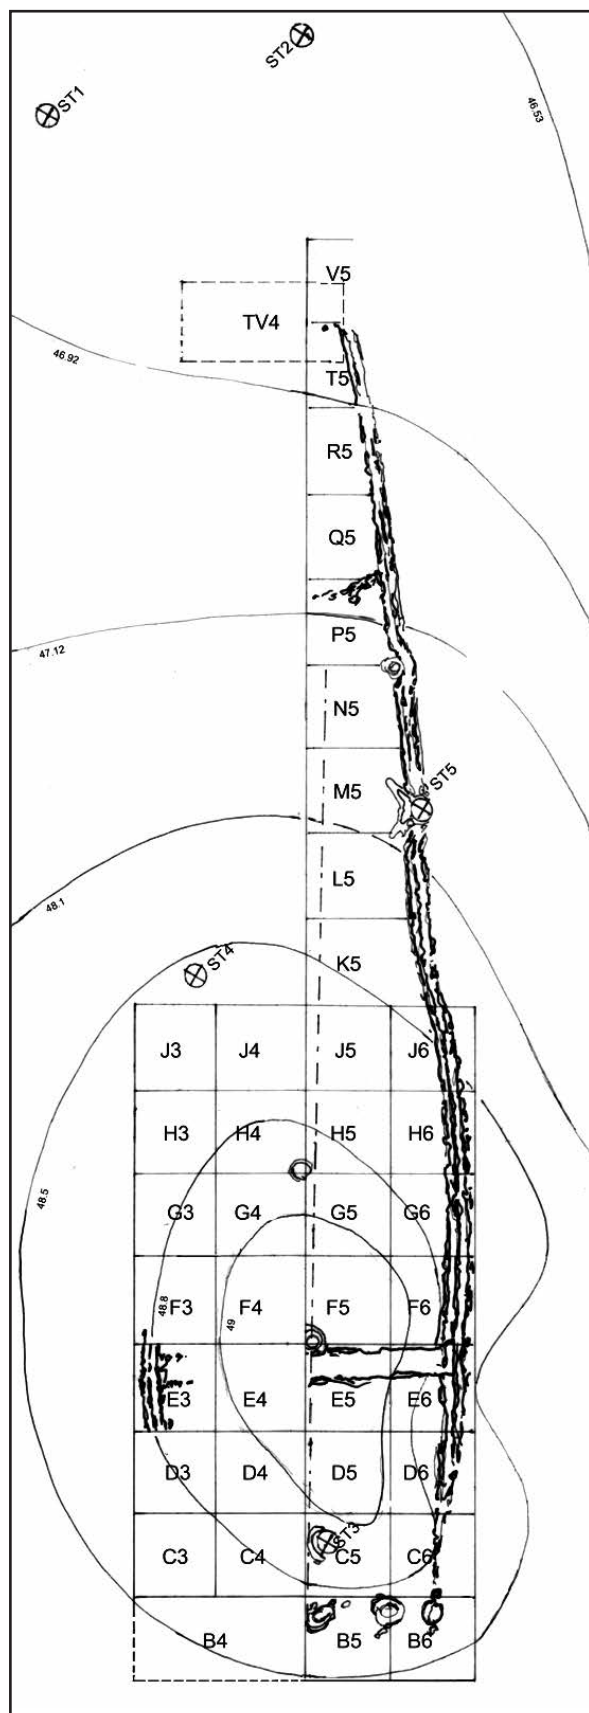 ST2
ST1
46.53
V5
TV4
46.92
T5
R5
Q5
P5
47.12
N5
M5
ST5
L5
48.1
K5
ST4
J3 J4 J5 J6
H3 H4 H5 H6
48.5
G3 G4 G5 G6
F3 48.8 F4 49 F5 F6
E3 E4 E5 E6
D3 D4 D5 D6
ST3
C3 C4 C5 C6
B4 B5 B6